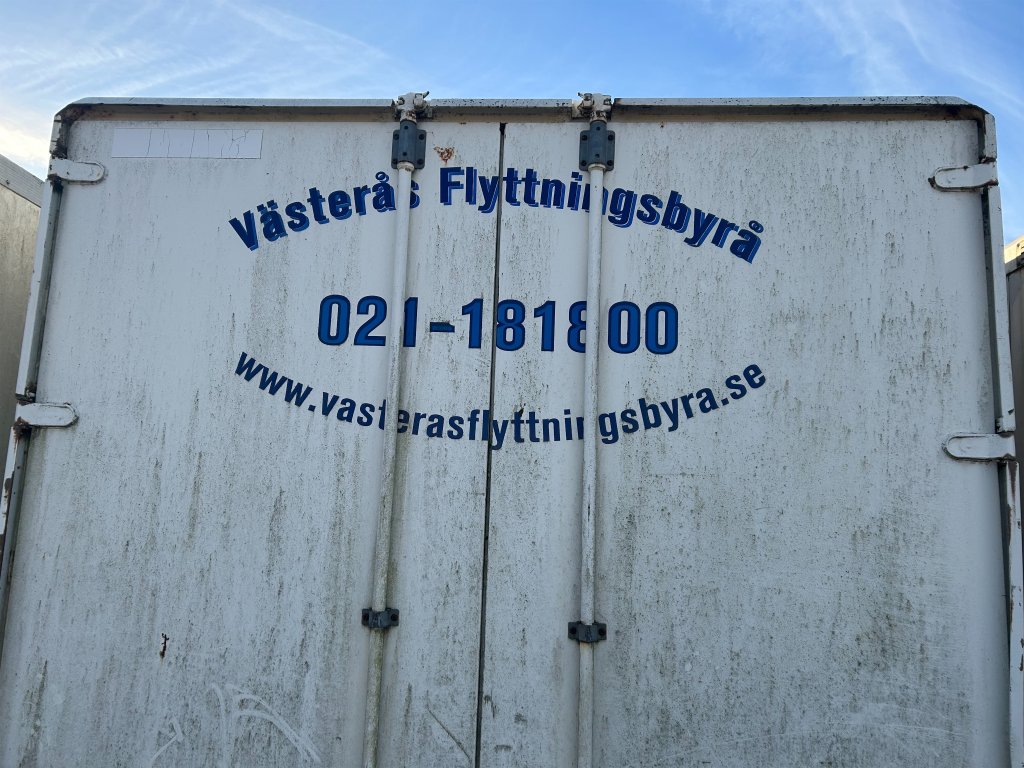 Västerås Flyttningsbyrå
021-181800
www.vasterasflyttningsbyra.se